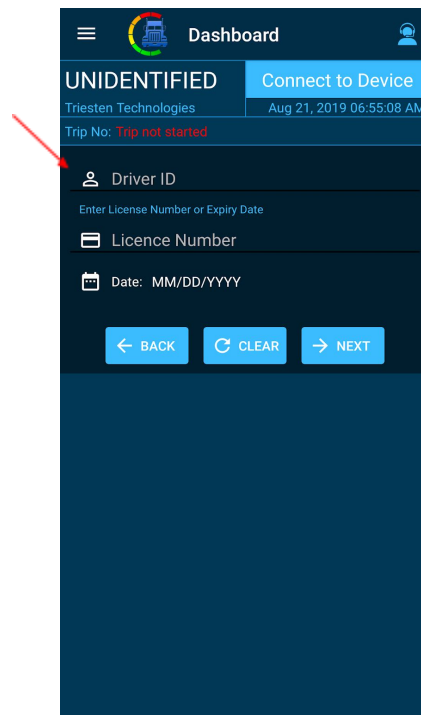 Dashboard
UNIDENTIFIED
Connect to Device
Triesten Technologies
Aug 21, 2019 06:55:08 AM
Trip No: Trip not started
Driver ID
Enter License Number or Expiry Date
Licence Number
Date: MM/DD/YYYY
BACK
CLEAR
NEXT